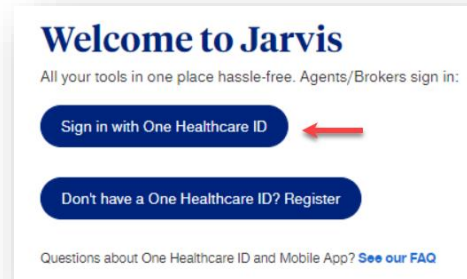 Welcome to Jarvis
All your tools in one place hassle-free. Agents/Brokers sign in:
Sign in with One Healthcare ID
Don't have a One Healthcare ID? Register
Questions about One Healthcare ID and Mobile App? See our FAQ